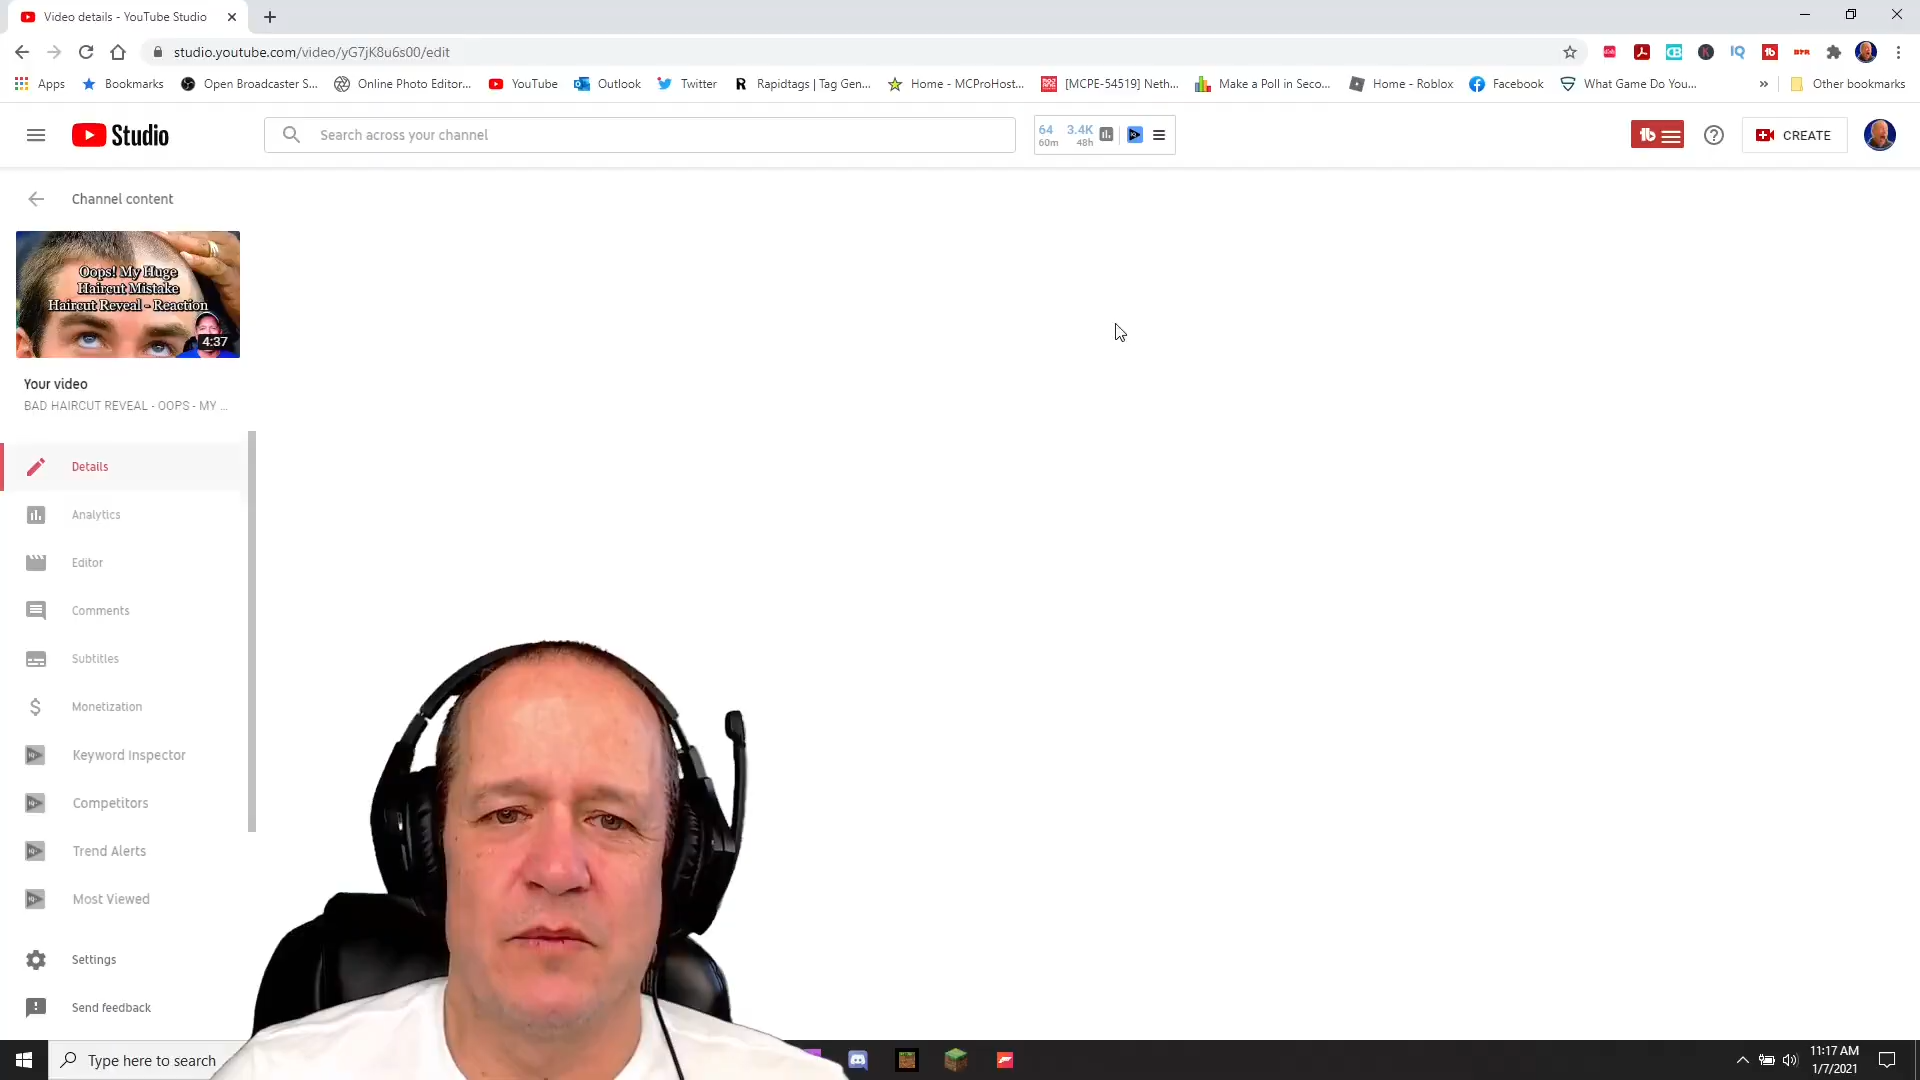 Video details - YouTube Studio
studio.youtube.com/video/yG7jK8u6s00/edit
Apps
Bookmarks
Open Broadcaster S...
Online Photo Editor...
YouTube
Outlook
Twitter
Rapidtags | Tag Gen...
Home - MCProHost...
[MCPE-54519] Neth...
Make a Poll in Seco...
Home - Roblox
Facebook
What Game Do You...
»
Other bookmarks
Studio
Search across your channel
64
60m
3.4K
48h
CREATE
Channel content
Oops! My Huge
Haircut Mistake
Haircut Reveal - Reaction
4:37
Your video
BAD HAIRCUT REVEAL - OOPS - MY ...
Details
Analytics
Editor
Comments
Subtitles
Monetization
Keyword Inspector
Competitors
Trend Alerts
Most Viewed
Settings
Send feedback
Type here to search
11:17 AM
1/7/2021